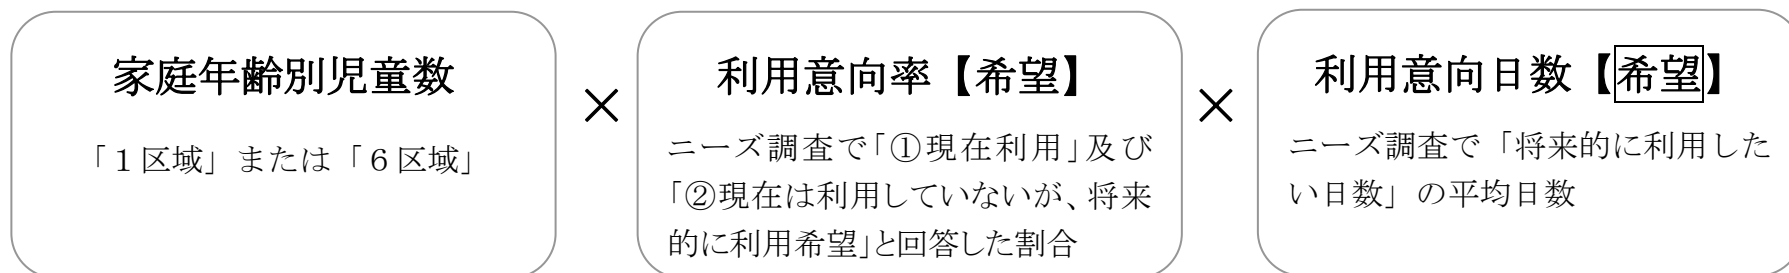 家庭年齢別児童数
「１区域」または「６区域」
×
利用意向率【希望】
ニーズ調査で「①現在利用」及び
「②現在は利用していないが、将来
的に利用希望」と回答した割合
×
利用意向日数【希望】
ニーズ調査で「将来的に利用した
い日数」の平均日数